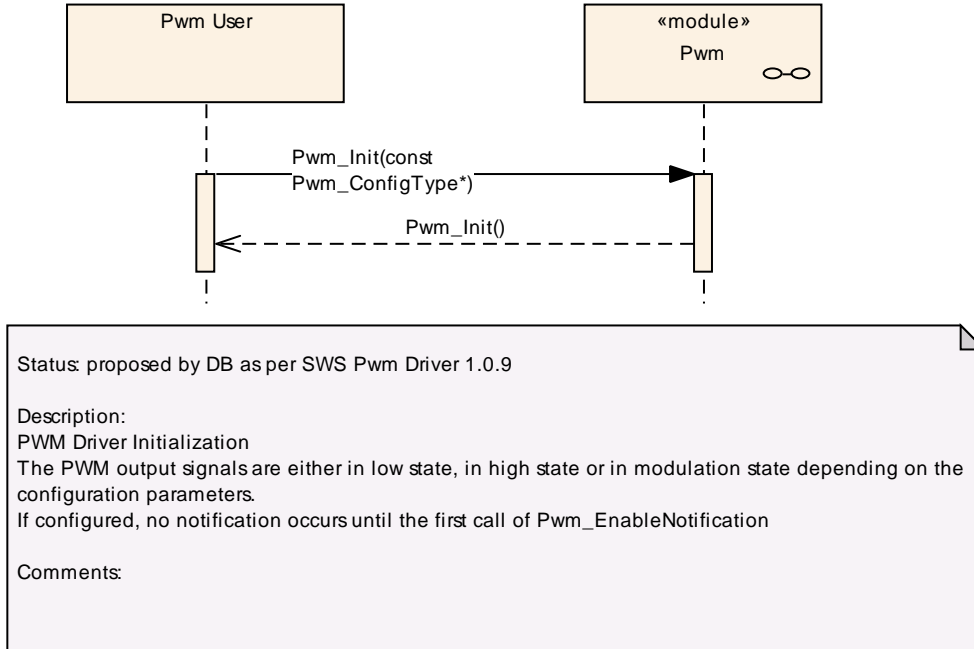 Pwm User
«module»
Pwm
Pwm_Init(const
Pwm_ConfigType*)
Pwm_Init()
Status: proposed by DB as per SWS Pwm Driver 1.0.9
Description:
PWM Driver Initialization
The PWM output signals are either in low state, in high state or in modulation state depending on the
configuration parameters.
If configured, no notification occurs until the first call of Pwm_EnableNotification
Comments: